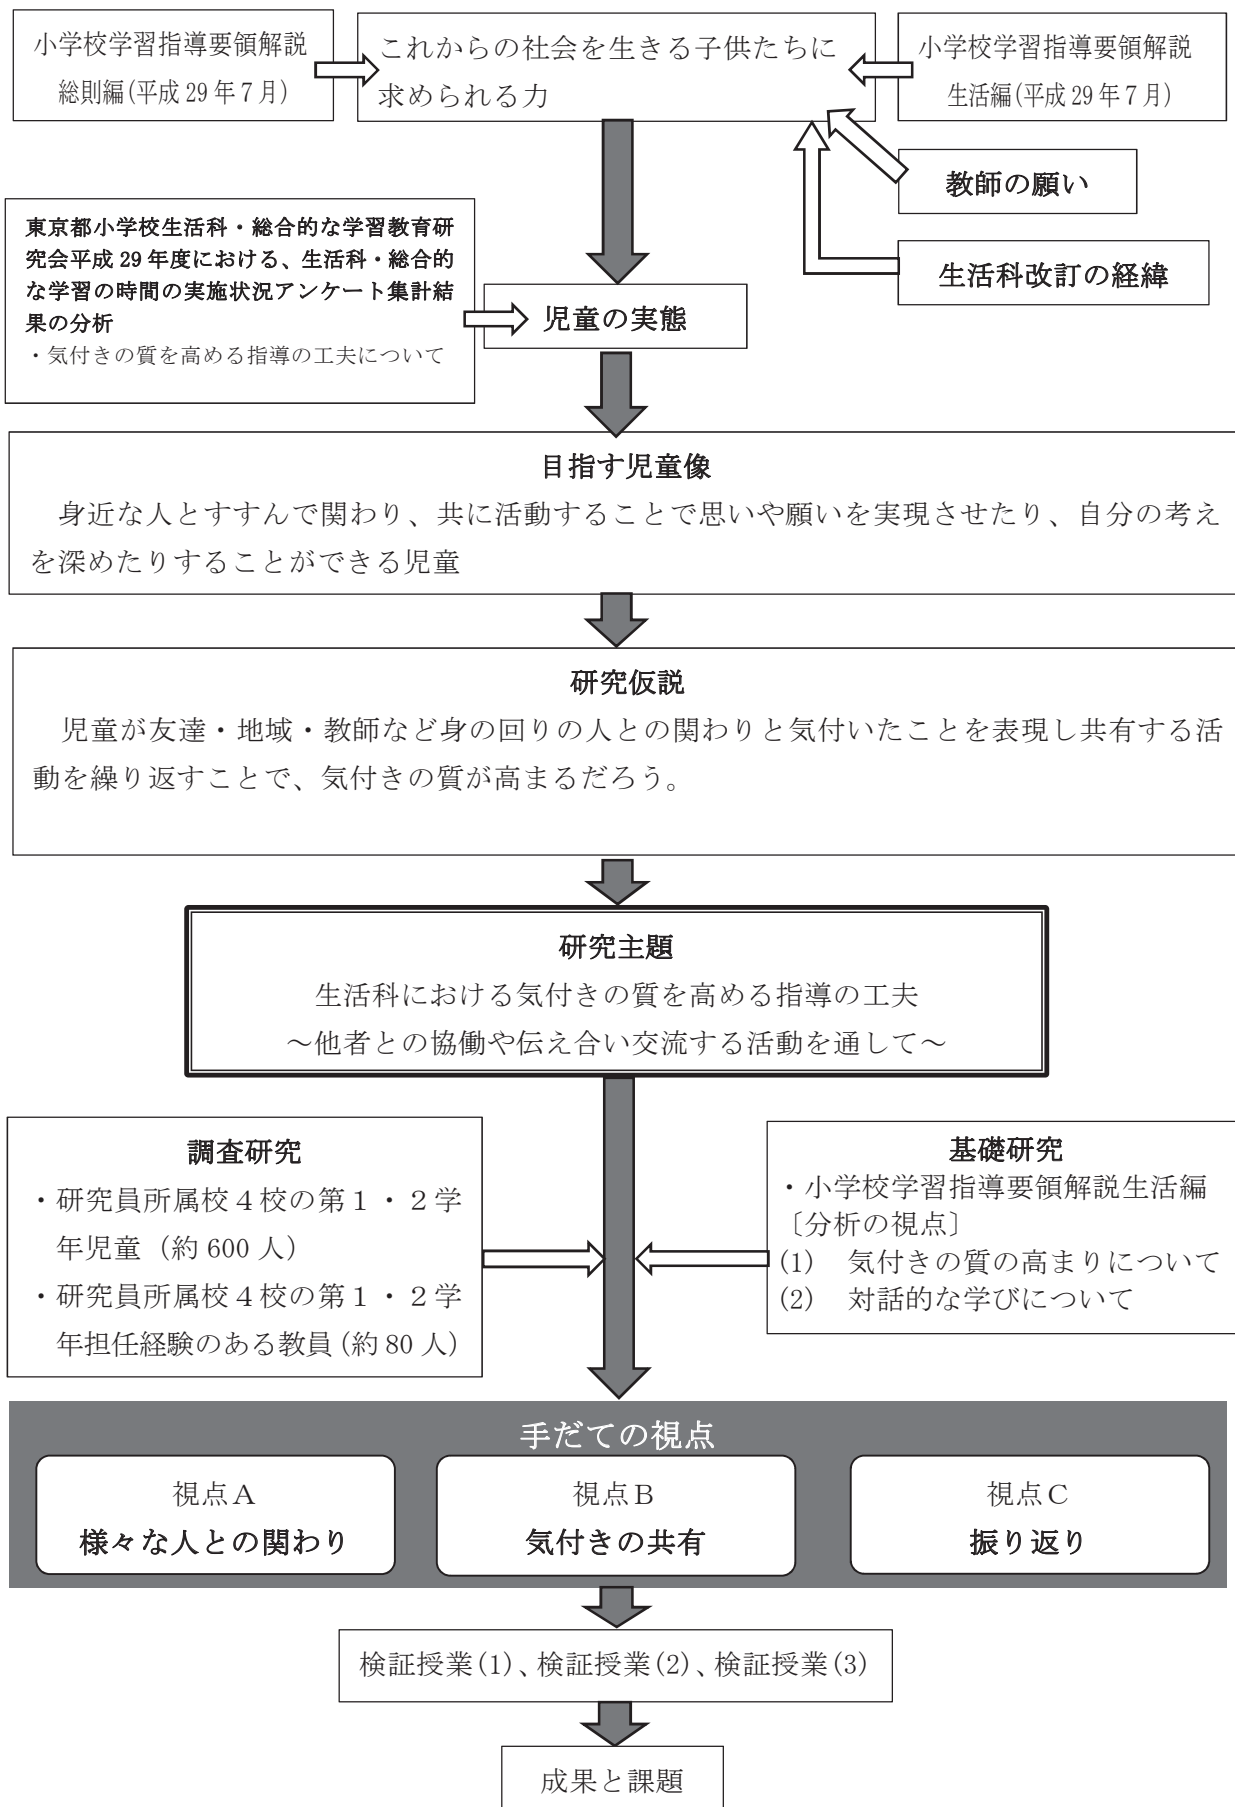 小学校学習指導要領解説
総則編(平成29年7月)
これからの社会を生きる子供たちに
求められる力
小学校学習指導要領解説
生活編(平成29年7月)
教師の願い
生活科改訂の経緯
東京都小学校生活科・総合的な学習教育研
究会平成29年度における、生活科・総合的
な学習の時間の実施状況アンケート集計結
果の分析
・気付きの質を高める指導の工夫について
児童の実態
目指す児童像
身近な人とすすんで関わり、共に活動することで思いや願いを実現させたり、自分の考え
を深めたりすることができる児童
研究仮説
児童が友達・地域・教師など身の回りの人との関わりと気付いたことを表現し共有する活
動を繰り返すことで、気付きの質が高まるだろう。
研究主題
生活科における気付きの質を高める指導の工夫
～他者との協働や伝え合い交流する活動を通して～
調査研究
・研究員所属校４校の第１・２学
年児童（約600人）
・研究員所属校４校の第１・２学
年担任経験のある教員(約80人)
基礎研究
・小学校学習指導要領解説生活編
〔分析の視点〕
(1)　気付きの質の高まりについて
(2)　対話的な学びについて
手だての視点
視点Ａ
様々な人との関わり
視点Ｂ
気付きの共有
視点Ｃ
振り返り
検証授業(1)、検証授業(2)、検証授業(3)
成果と課題